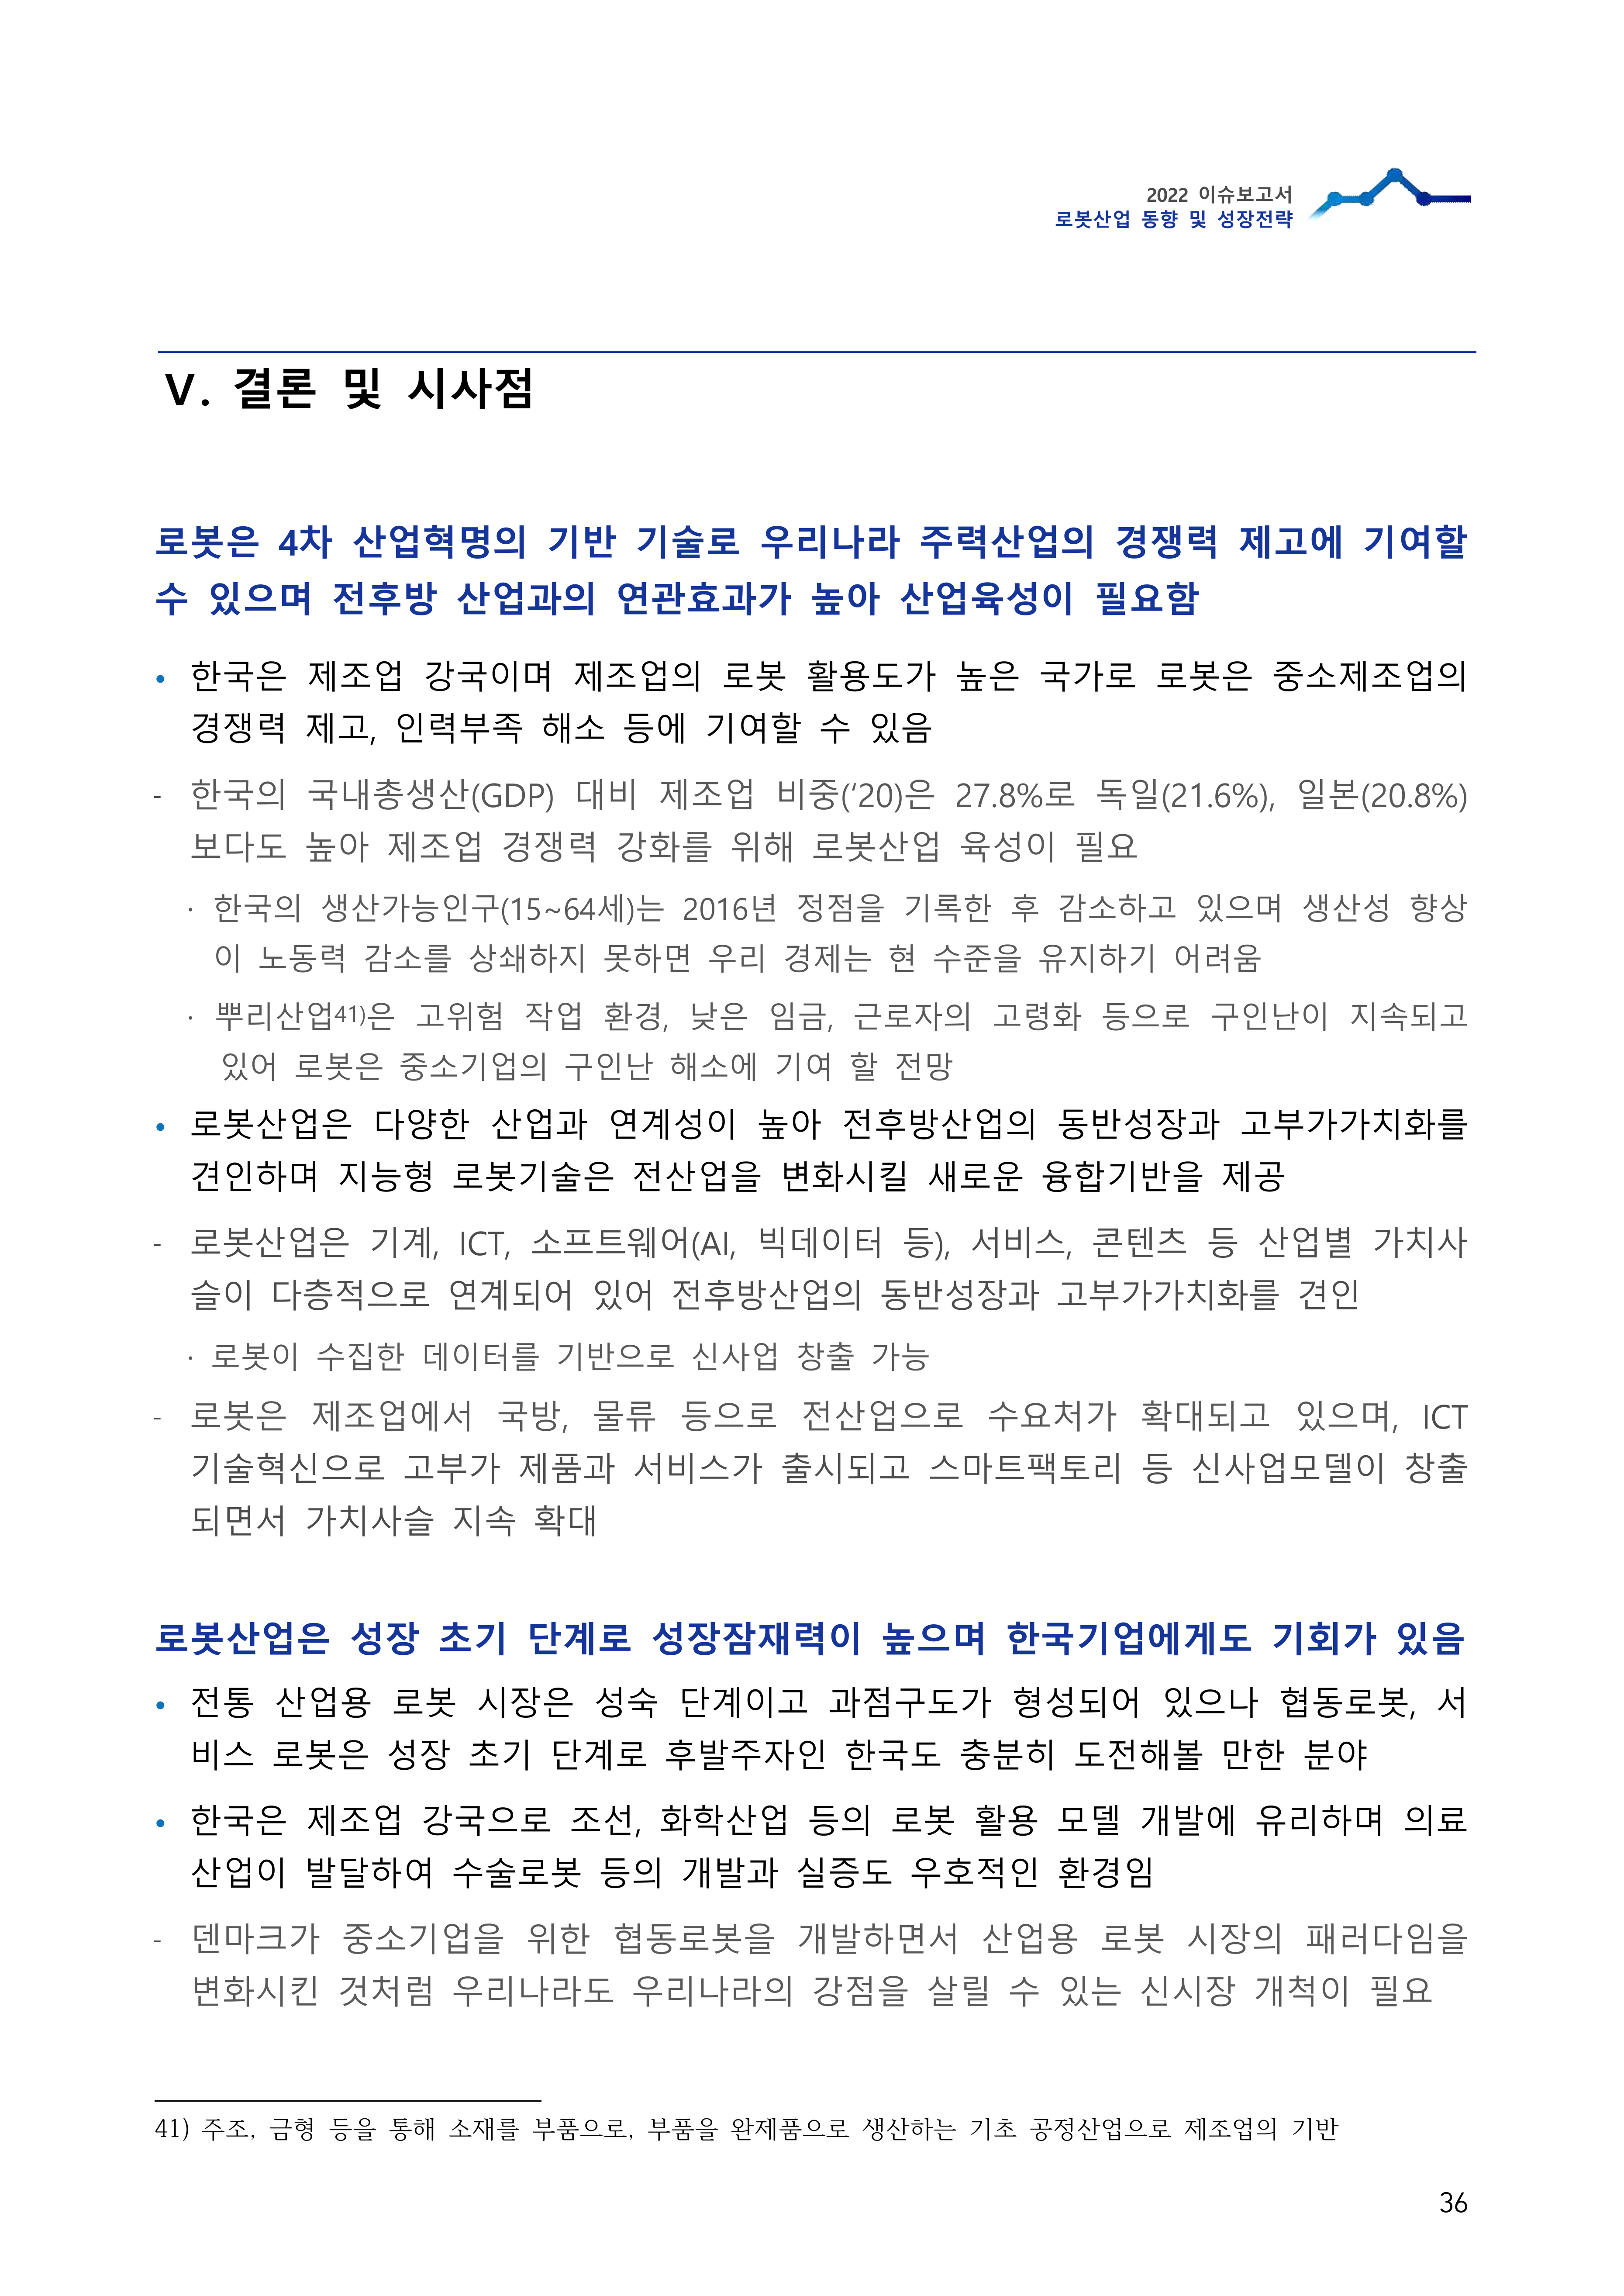 2022 이슈보고서
로봇산업 동향 및 성장전략
Ⅴ. 결론 및 시사점
로봇은 4차 산업혁명의 기반 기술로 우리나라 주력산업의 경쟁력 제고에 기여할
수 있으며 전후방 산업과의 연관효과가 높아 산업육성이 필요함
• 한국은 제조업 강국이며 제조업의 로봇 활용도가 높은 국가로 로봇은 중소제조업의
경쟁력 제고, 인력부족 해소 등에 기여할 수 있음
- 한국의 국내총생산(GDP) 대비 제조업 비중(’20)은 27.8%로 독일(21.6%), 일본(20.8%)
보다도 높아 제조업 경쟁력 강화를 위해 로봇산업 육성이 필요
· 한국의 생산가능인구(15~64세)는 2016년 정점을 기록한 후 감소하고 있으며 생산성 향상
이 노동력 감소를 상쇄하지 못하면 우리 경제는 현 수준을 유지하기 어려움
· 뿌리산업41)은 고위험 작업 환경, 낮은 임금, 근로자의 고령화 등으로 구인난이 지속되고
있어 로봇은 중소기업의 구인난 해소에 기여 할 전망
• 로봇산업은 다양한 산업과 연계성이 높아 전후방산업의 동반성장과 고부가가치화를
견인하며 지능형 로봇기술은 전산업을 변화시킬 새로운 융합기반을 제공
- 로봇산업은 기계, ICT, 소프트웨어(AI, 빅데이터 등), 서비스, 콘텐츠 등 산업별 가치사
슬이 다층적으로 연계되어 있어 전후방산업의 동반성장과 고부가가치화를 견인
· 로봇이 수집한 데이터를 기반으로 신사업 창출 가능
- 로봇은 제조업에서 국방, 물류 등으로 전산업으로 수요처가 확대되고 있으며, ICT
기술혁신으로 고부가 제품과 서비스가 출시되고 스마트팩토리 등 신사업모델이 창출
되면서 가치사슬 지속 확대
로봇산업은 성장 초기 단계로 성장잠재력이 높으며 한국기업에게도 기회가 있음
• 전통 산업용 로봇 시장은 성숙 단계이고 과점구도가 형성되어 있으나 협동로봇, 서
비스 로봇은 성장 초기 단계로 후발주자인 한국도 충분히 도전해볼 만한 분야
• 한국은 제조업 강국으로 조선, 화학산업 등의 로봇 활용 모델 개발에 유리하며 의료
산업이 발달하여 수술로봇 등의 개발과 실증도 우호적인 환경임
- 덴마크가 중소기업을 위한 협동로봇을 개발하면서 산업용 로봇 시장의 패러다임을
변화시킨 것처럼 우리나라도 우리나라의 강점을 살릴 수 있는 신시장 개척이 필요
41) 주조, 금형 등을 통해 소재를 부품으로, 부품을 완제품으로 생산하는 기초 공정산업으로 제조업의 기반
36